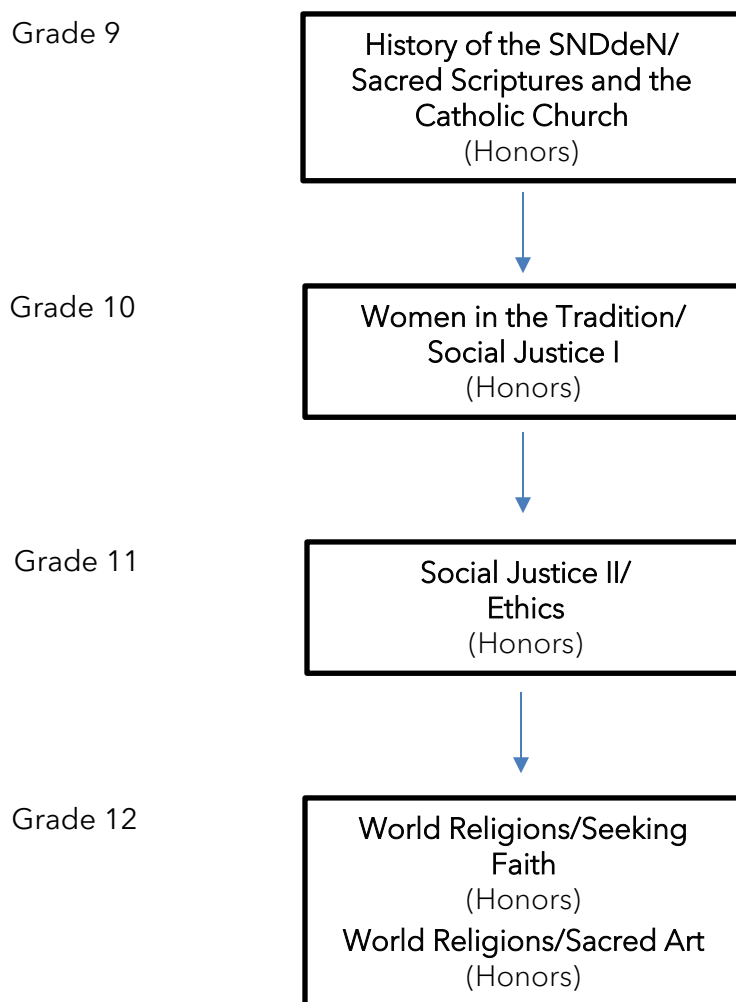 Grade 9
History of the SNDdeN/
Sacred Scriptures and the
Catholic Church
(Honors)
Grade 10
Women in the Tradition/
Social Justice I
(Honors)
Grade 11
Social Justice II/
Ethics
(Honors)
Grade 12
World Religions/Seeking
Faith
(Honors)
World Religions/Sacred Art
(Honors)